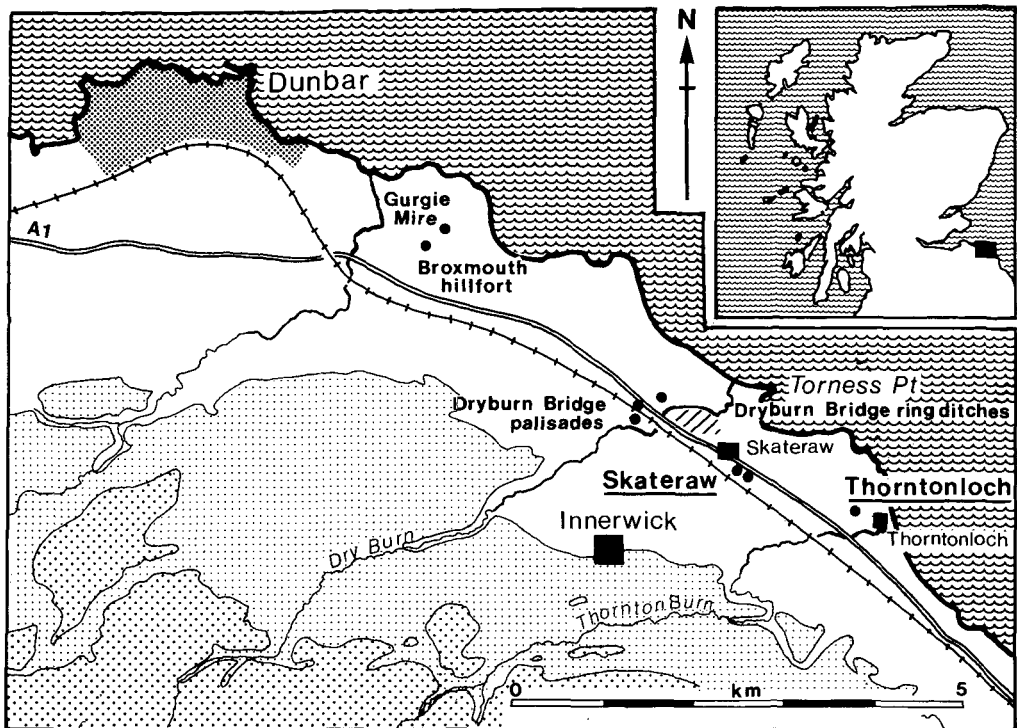 N
Dunbar
Gurgie
Mire
A1
Broxmouth
hillfort
Torness Pt
Dryburn Bridge
palisades
Dryburn Bridge ring ditches
Skateraw
Skateraw
Thorntonloch
Innerwick
Thorntonloch
Dry Burn
Thornton Burn
0 km 5